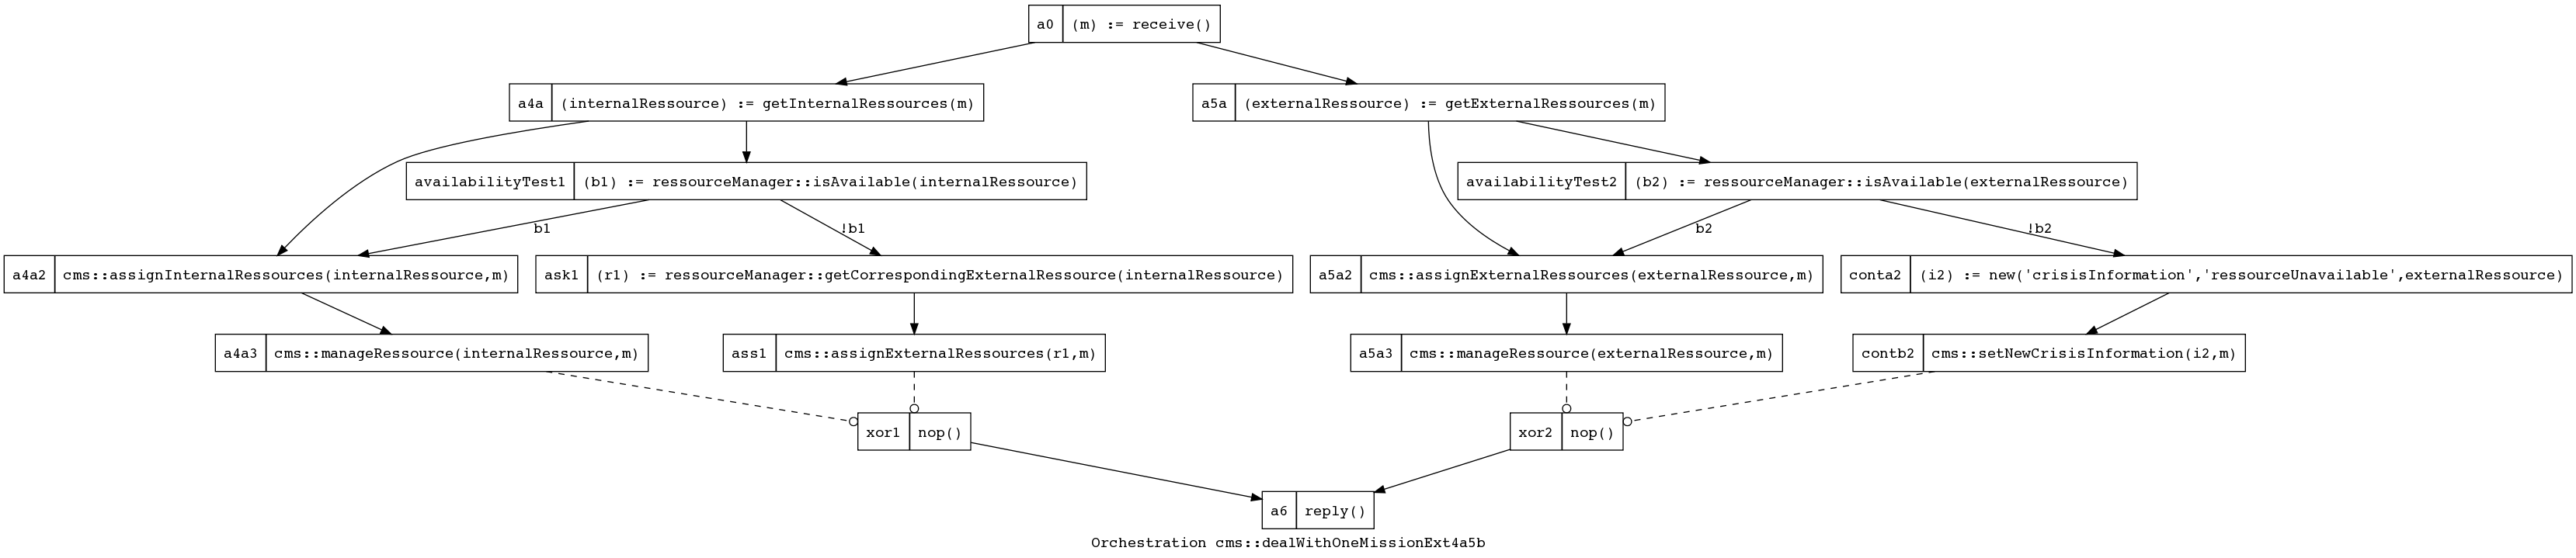 a0 (m) := receive()
a4a (internalRessource) := getInternalRessources(m)
a5a (externalRessource) := getExternalRessources(m)
availabilityTest1 (b1) := ressourceManager::isAvailable(internalRessource)
availabilityTest2 (b2) := ressourceManager::isAvailable(externalRessource)
b1
!b1
b2
!b2
a4a2 cms::assignInternalRessources(internalRessource,m)
ask1 (r1) := ressourceManager::getCorrespondingExternalRessource(internalRessource)
a5a2 cms::assignExternalRessources(externalRessource,m)
conta2 (i2) := new('crisisInformation','ressourceUnavailable',externalRessource)
a4a3 cms::manageRessource(internalRessource,m)
ass1 cms::assignExternalRessources(r1,m)
a5a3 cms::manageRessource(externalRessource,m)
contb2 cms::setNewCrisisInformation(i2,m)
xor1 nop()
xor2 nop()
a6 reply()
Orchestration cms::dealWithOneMissionExt4a5b